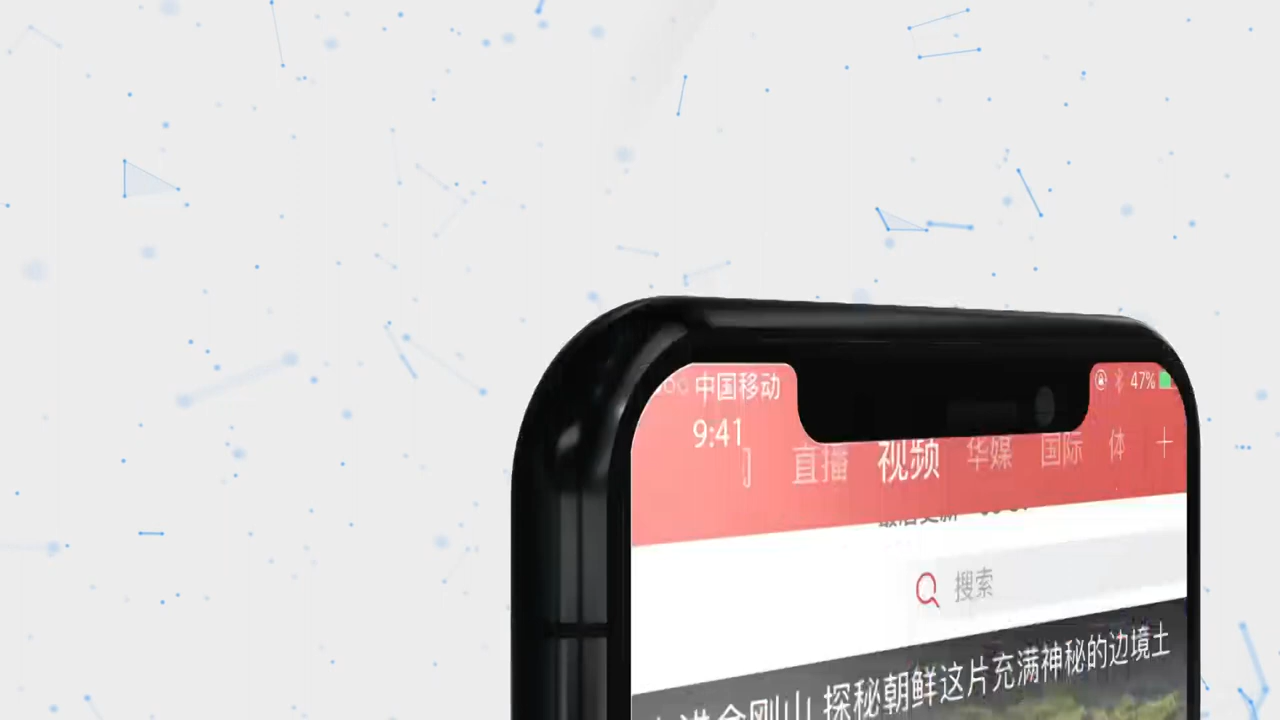 中国移动
47%
9:41
直播 视频 华媒 国际 体
搜索
进金刚山 探秘朝鲜这片充满神秘的边境土